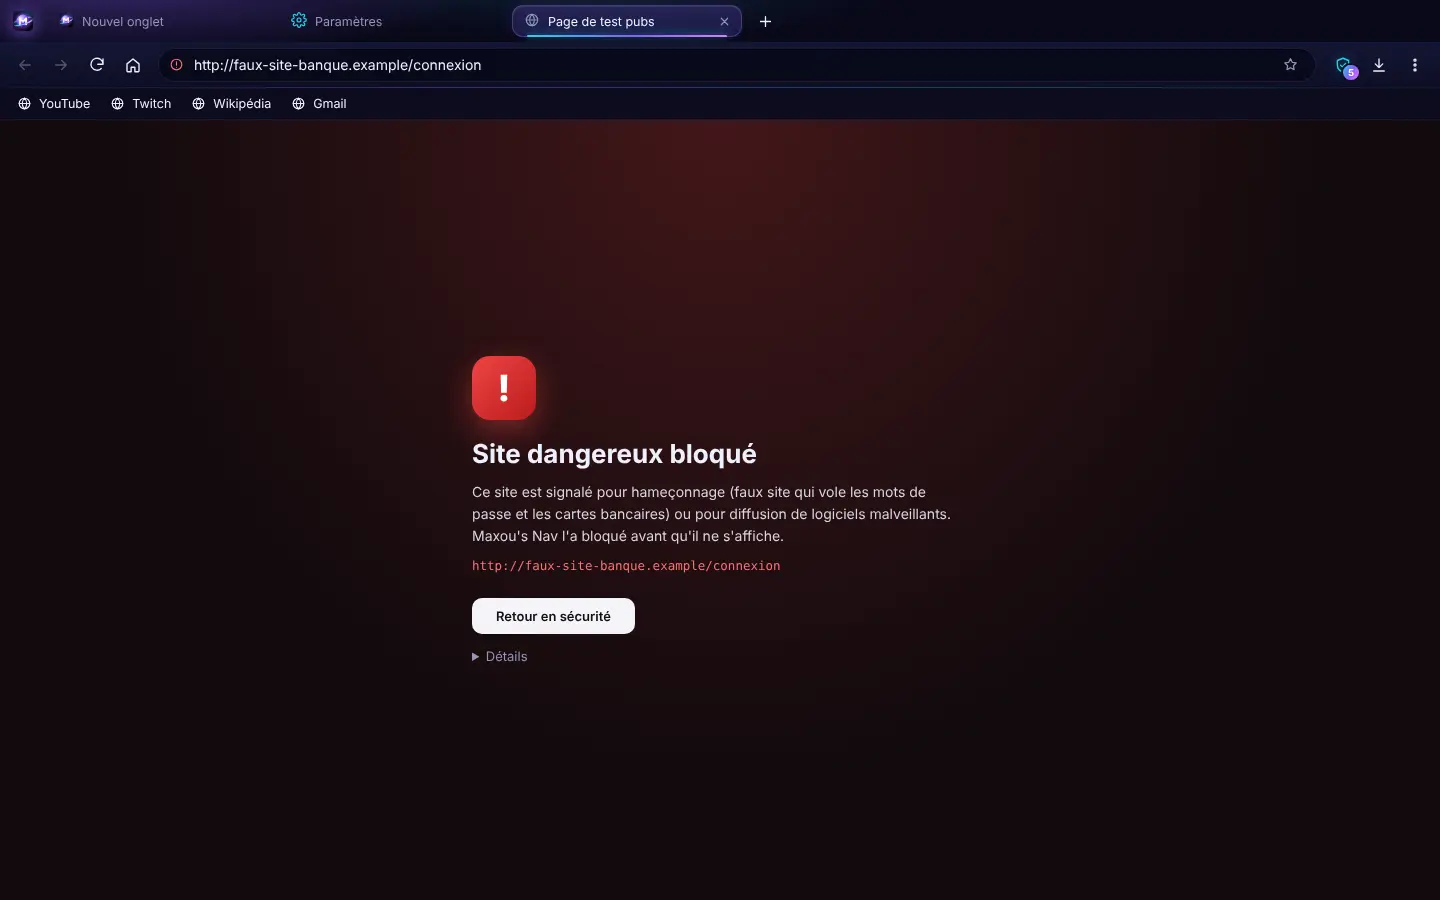 Nouvel onglet
Paramètres
Page de test pubs
http://faux-site-banque.example/connexion
5
YouTube
Twitch
Wikipédia
Gmail
!
Site dangereux bloqué
Ce site est signalé pour hameçonnage (faux site qui vole les mots de
passe et les cartes bancaires) ou pour diffusion de logiciels malveillants.
Maxou's Nav l'a bloqué avant qu'il ne s'affiche.
http://faux-site-banque.example/connexion
Retour en sécurité
Détails